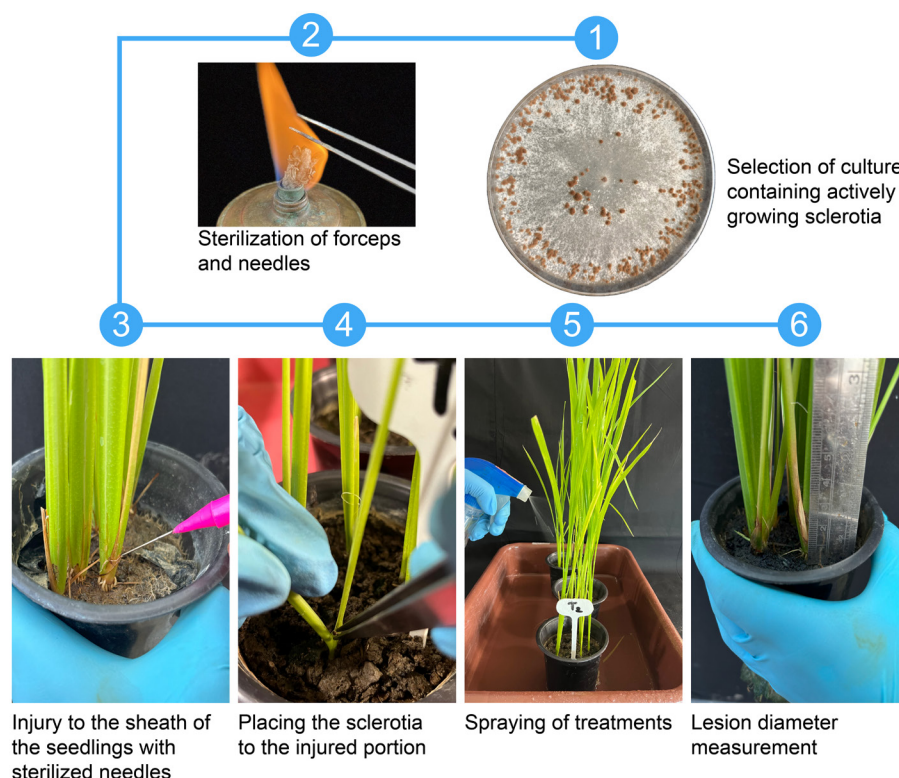 2
1
Sterilization of forceps
and needles
Selection of culture
containing actively
growing sclerotia
3
4
5
6
Injury to the sheath of
the seedlings with
sterilized needles
Placing the sclerotia
to the injured portion
T2
Spraying of treatments
3
Lesion diameter
measurement